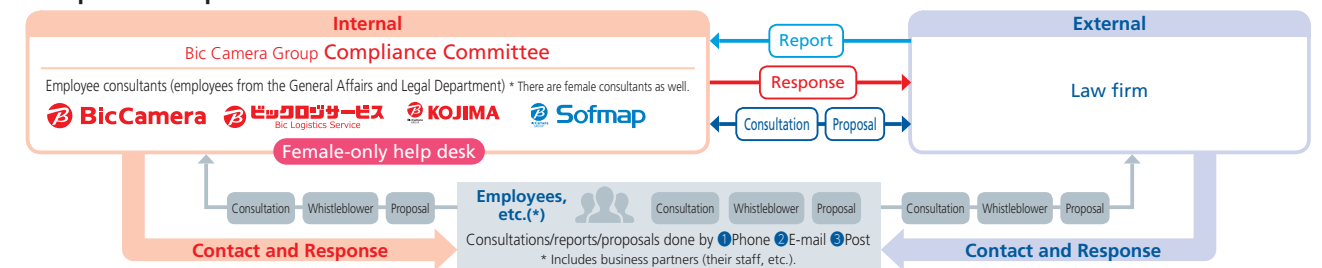 Internal
Bic Camera Group Compliance Committee
Employee consultants (employees from the General Affairs and Legal Department) * There are female consultants as well.
BicCamera
ビックロジサービス
Bic Logistics Service
KOJIMA
Sofmap
Female-only help desk
Report
Response
Consultation
Proposal
External
Law firm
Consultation
Whistleblower
Proposal
Employees,
etc.(*)
Consultation
Whistleblower
Proposal
Consultation
Whistleblower
Proposal
Consultations/reports/proposals done by ❶Phone ❷E-mail ❸Post
* Includes business partners (their staff, etc.).
Contact and Response
Contact and Response